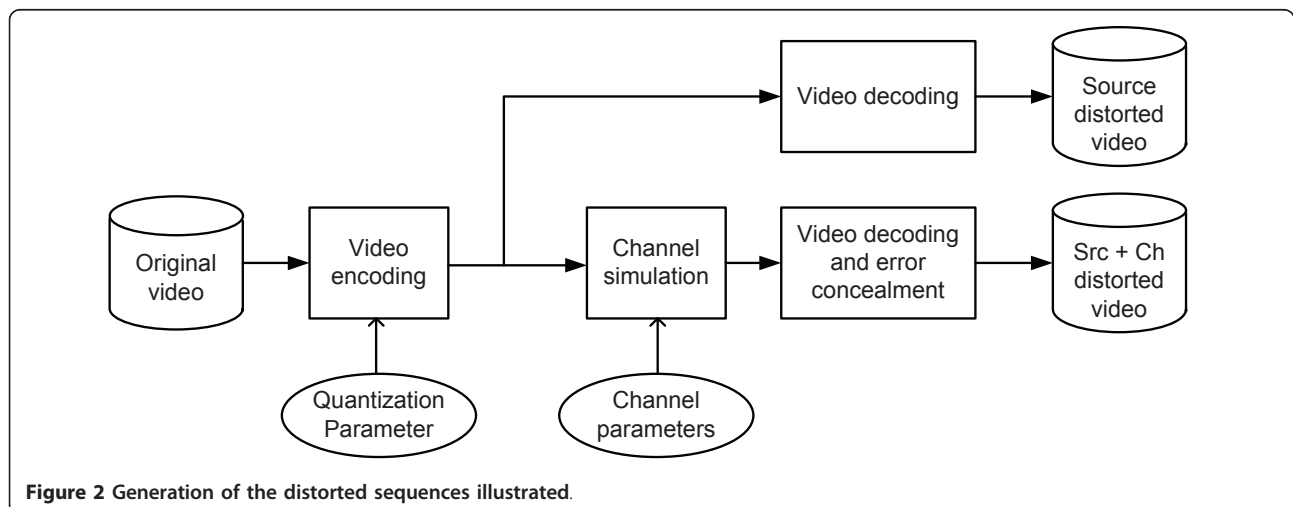 Video decoding
Source
distorted
video
Original
video
Video
encoding
Channel
simulation
Video decoding
and error
concealment
Src + Ch
distorted
video
Quantization
Parameter
Channel
parameters
Figure 2 Generation of the distorted sequences illustrated.